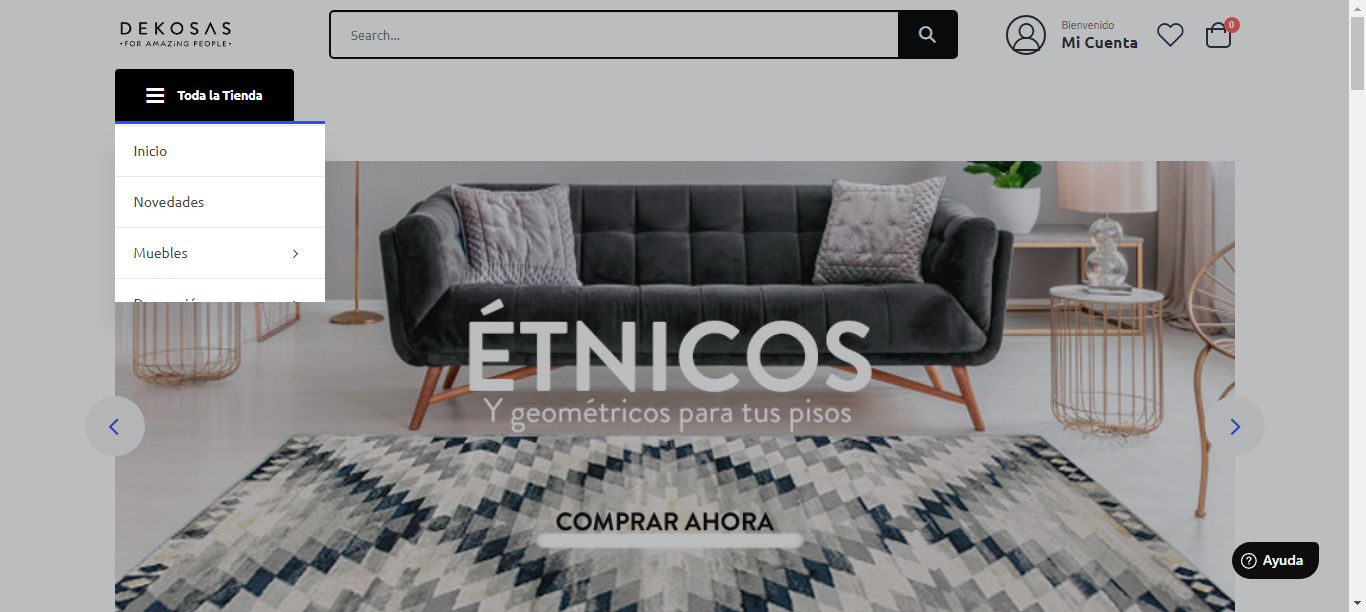 DEKOSAS
•FOR AMAZING PEOPLE•
Search...
Bienvenido
Mi Cuenta
0
Toda la Tienda
Inicio
Novedades
Muebles
ÉTNICOS
Y geométricos para tus pisos
COMPRAR AHORA
Ayuda